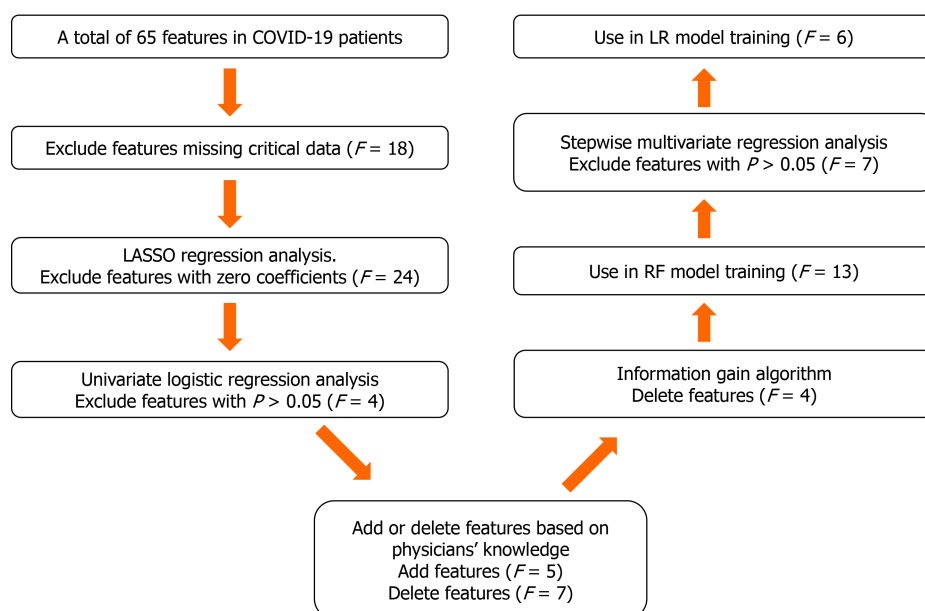 A total of 65 features in COVID-19 patients
Exclude features missing critical data (F = 18)
LASSO regression analysis.
Exclude features with zero coefficients (F = 24)
Univariate logistic regression analysis
Exclude features with P > 0.05 (F = 4)
Add or delete features based on
physicians’ knowledge
Add features (F = 5)
Delete features (F = 7)
Information gain algorithm
Delete features (F = 4)
Use in RF model training (F = 13)
Stepwise multivariate regression analysis
Exclude features with P > 0.05 (F = 7)
Use in LR model training (F = 6)